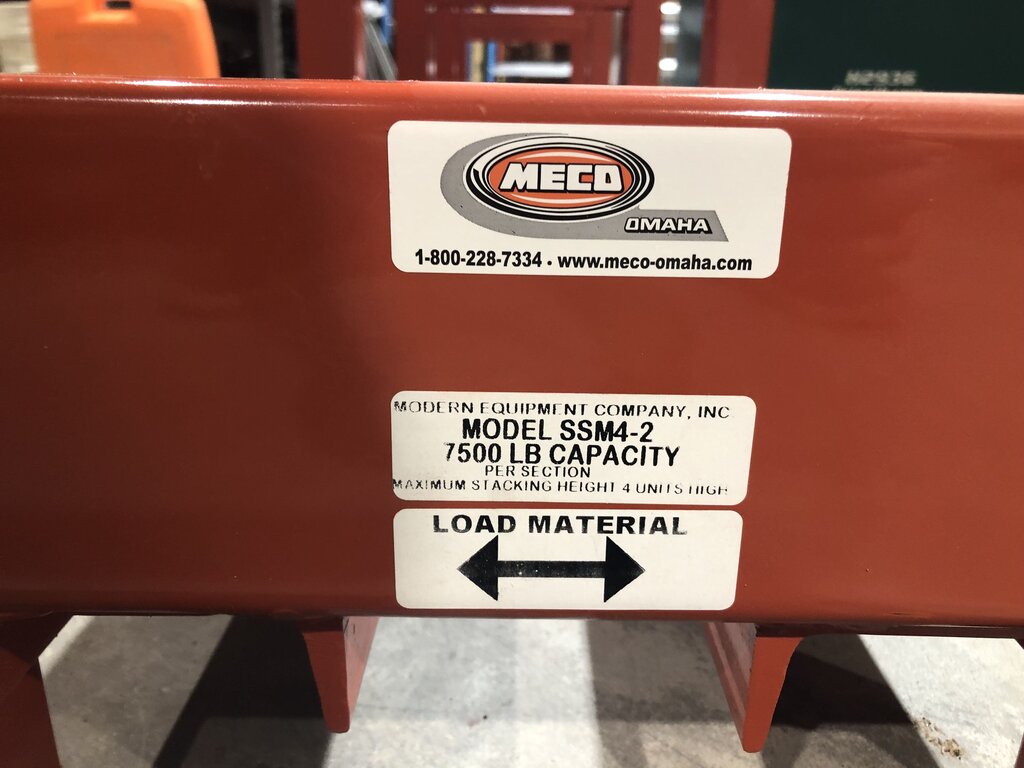 MECO
OMAHA
1-800-228-7334 • www.meco-omaha.com
MODERN EQUIPMENT COMPANY, INC
MODEL SSM4-2
7500 LB CAPACITY
PER SECTION
MAXIMUM STACKING HEIGHT 4 UNITS HIGH
LOAD MATERIAL